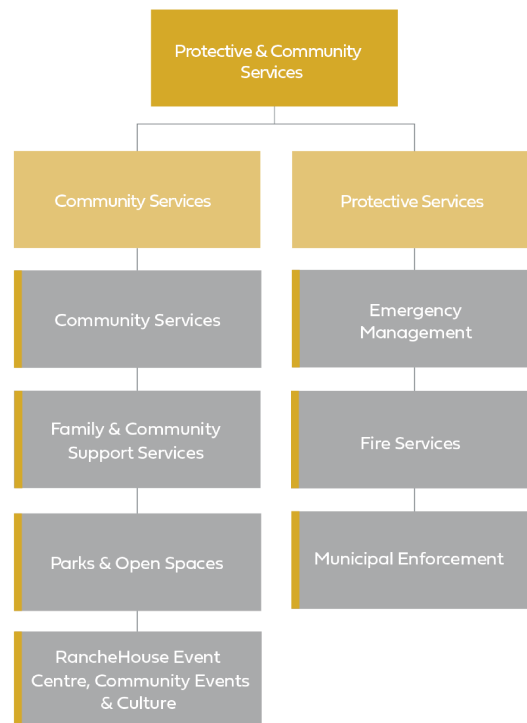 Protective & Community
Services
Community Services
Protective Services
Community Services
Emergency
Management
Family & Community
Support Services
Fire Services
Parks & Open Spaces
Municipal Enforcement
RancheHouse Event
Centre, Community Events
& Culture